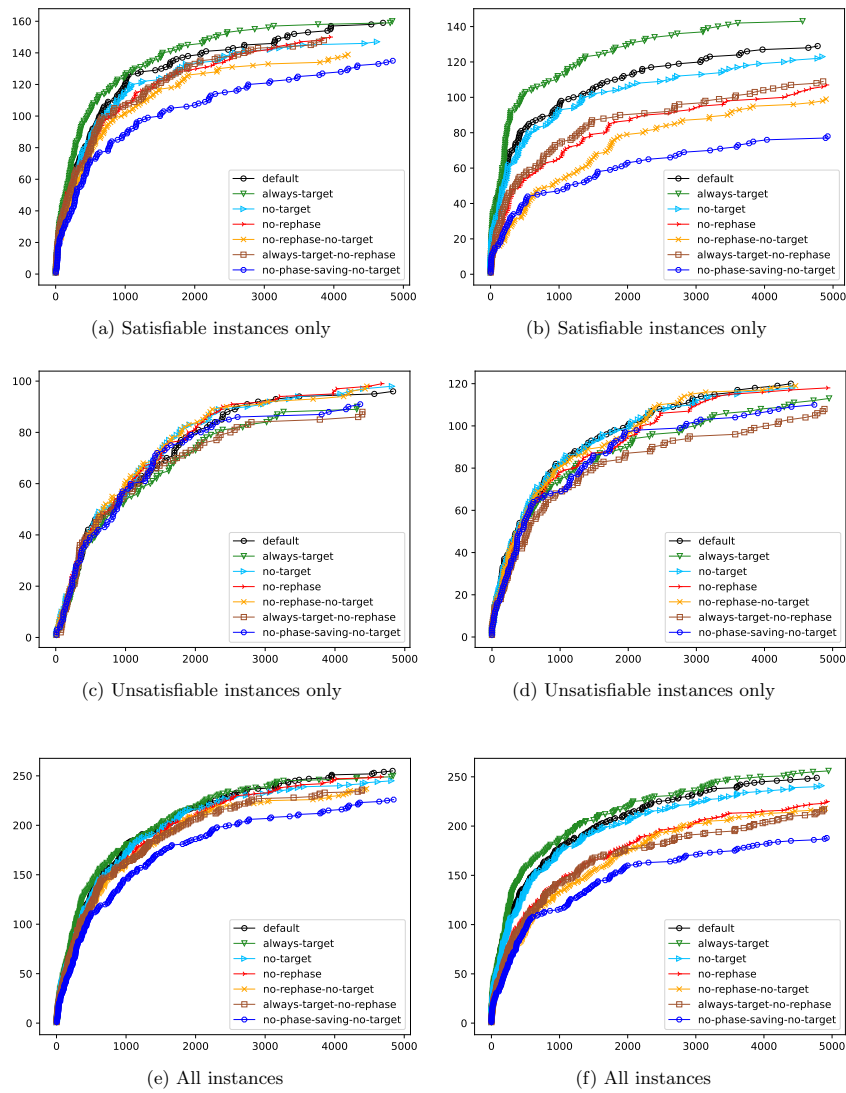 160
140
120
100
80
60
40
20
0
default
always-target
no-target
no-rephase
no-rephase-no-target
always-target-no-rephase
no-phase-saving-no-target
0 1000 2000 3000 4000 5000
(a) Satisfiable instances only
140
120
100
80
60
40
20
0
default
always-target
no-target
no-rephase
no-rephase-no-target
always-target-no-rephase
no-phase-saving-no-target
0 1000 2000 3000 4000 5000
(b) Satisfiable instances only
100
80
60
40
20
0
default
always-target
no-target
no-rephase
no-rephase-no-target
always-target-no-rephase
no-phase-saving-no-target
0 1000 2000 3000 4000 5000
(c) Unsatisfiable instances only
120
100
80
60
40
20
0
default
always-target
no-target
no-rephase
no-rephase-no-target
always-target-no-rephase
no-phase-saving-no-target
0 1000 2000 3000 4000 5000
(d) Unsatisfiable instances only
250
200
150
100
50
0
default
always-target
no-target
no-rephase
no-rephase-no-target
always-target-no-rephase
no-phase-saving-no-target
0 1000 2000 3000 4000 5000
(e) All instances
250
200
150
100
50
0
default
always-target
no-target
no-rephase
no-rephase-no-target
always-target-no-rephase
no-phase-saving-no-target
0 1000 2000 3000 4000 5000
(f) All instances